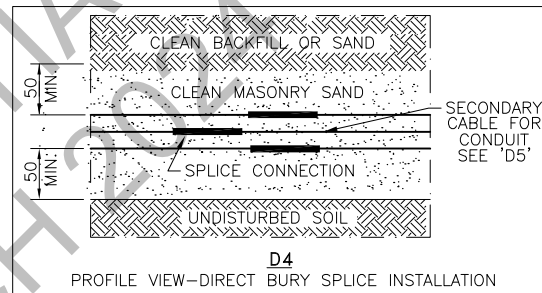 CLEAN BACKFILL OR SAND
50
MIN.
CLEAN MASONRY SAND
SECONDARY
CABLE FOR
CONDUIT
SEE 'D5'
50
MIN.
SPLICE CONNECTION
UNDISTURBED SOIL
D4
PROFILE VIEW-DIRECT BURY SPLICE INSTALLATION
2024